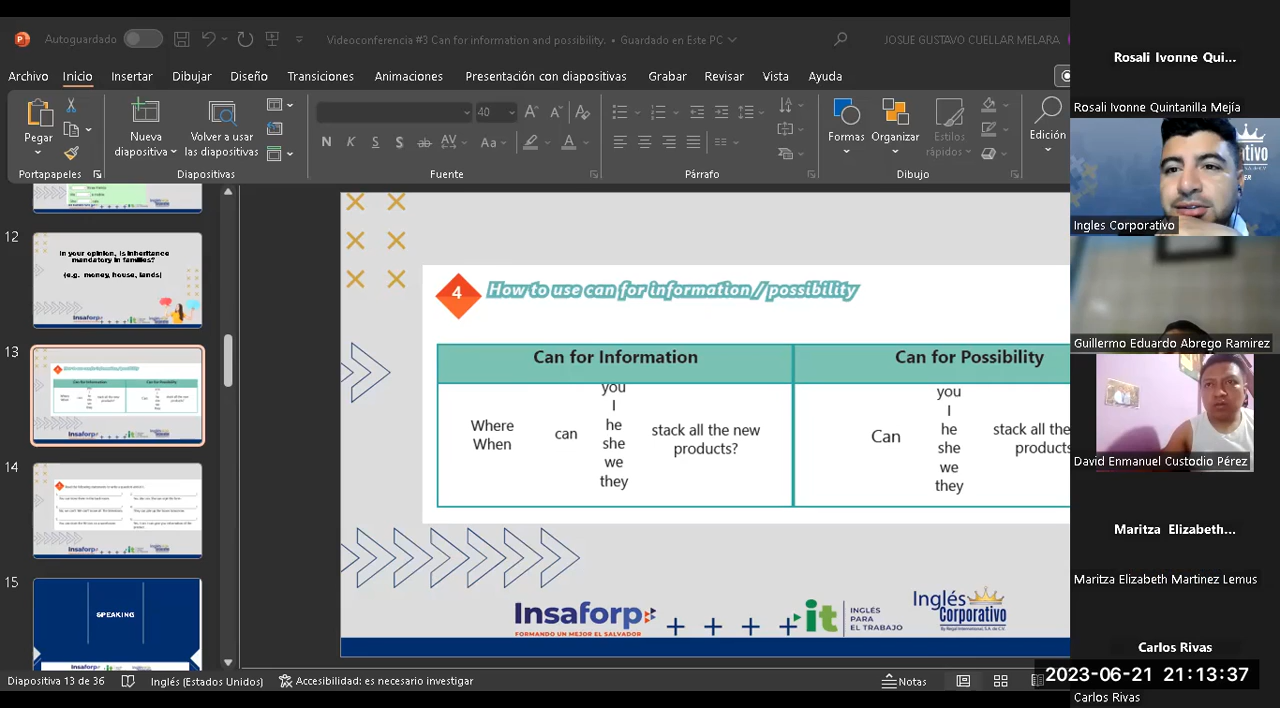 Autoguardado
Videoconferencia #3 Can for information and possibility. • Guardado en Este PC
JOSUE GUSTAVO CUELLAR MELARA
Archivo Inicio Insertar Dibujar Diseño Transiciones Animaciones Presentación con diapositivas Grabar Revisar Vista Ayuda
40
Pegar
Nueva diapositiva
Volver a usar las diapositivas
N K S S ab AV Aa A
Formas
Organizar
Estilos rápidos
Edición
Portapapeles
Diapositivas
Fuente
Párrafo
Dibujo
12
In your opinion, is inheritance
mandatory in families?
(e.g. money, house, lands)
13
14
15
SPEAKING
4
How to use can for information / possibility
Can for Information
Can for Possibility
Where
When
can
you
I
he
she
we
they
stack all the new
products?
Can
you
I
he
she
we
they
stack all the
products
Insaforp
FORMANDO UN MEJOR EL SALVADOR
it
INGLÉS
PARA
EL TRABAJO
Inglés
Corporativo
Diapositiva 13 de 36
Inglés (Estados Unidos)
Accesibilidad: es necesario investigar
Notas
Rosali Ivonne Qui...
Rosali Ivonne Quintanilla Mejía
Ingles Corporativo
Guillermo Eduardo Abrego Ramirez
David Enmanuel Custodio Pérez
Maritza Elizabeth...
Maritza Elizabeth Martinez Lemus
Carlos Rivas
2023-06-21 21:13:37
Carlos Rivas